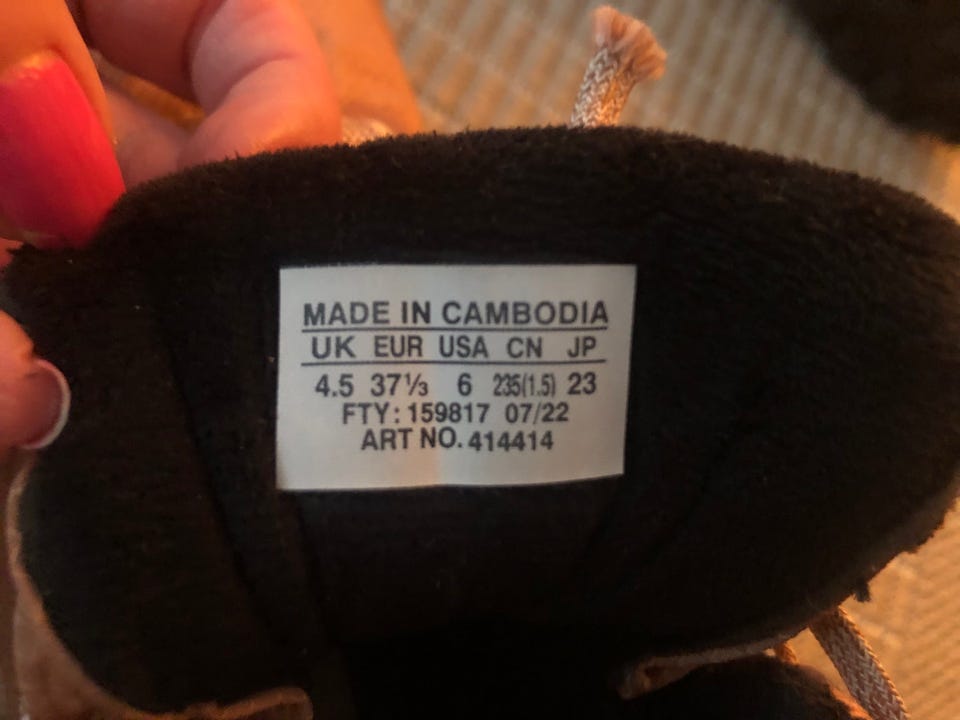 MADE IN CAMBODIA
UK EUR USA CN JP
4.5 37⅓ 6 235(1.5) 23
FTY: 159817 07/22
ART NO. 414414